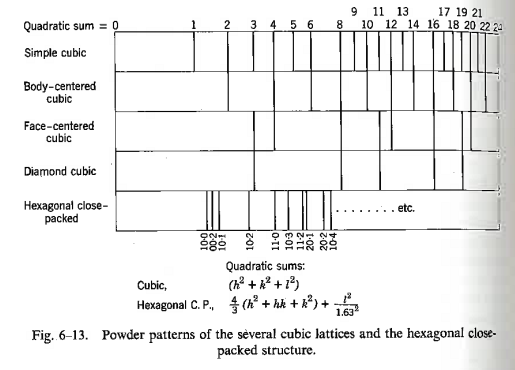 9 11 13 17 19 21
Quadratic sum = 0 1 2 3 4 5 6 8 10 12 14 16 18 20 22 24
Simple cubic
Body-centered
cubic
Face-centered
cubic
Diamond cubic
Hexagonal close-
packed
........ etc.
10·0 00·2 10·1 10·2 11·0 10·3 11·2 20·1 20·2 10·4
Quadratic sums:
Cubic, (h² + k² + l²)
Hexagonal C. P., 4/3 (h² + hk + k²) + l²/1.63²
Fig. 6-13. Powder patterns of the several cubic lattices and the hexagonal close-
packed structure.